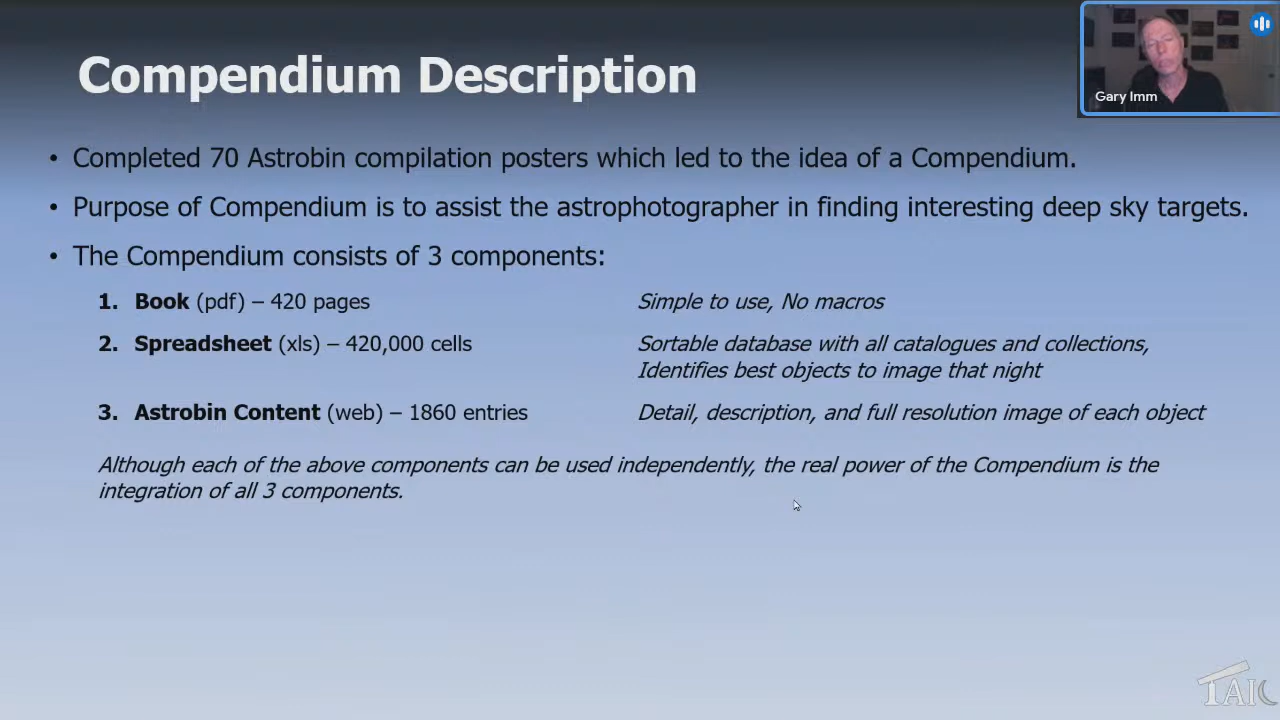 Compendium Description
Gary Imm
• Completed 70 Astrobin compilation posters which led to the idea of a Compendium.
• Purpose of Compendium is to assist the astrophotographer in finding interesting deep sky targets.
• The Compendium consists of 3 components:
1. Book (pdf) – 420 pages
Simple to use, No macros
2. Spreadsheet (xls) – 420,000 cells
Sortable database with all catalogues and collections,
Identifies best objects to image that night
3. Astrobin Content (web) – 1860 entries
Detail, description, and full resolution image of each object
Although each of the above components can be used independently, the real power of the Compendium is the
integration of all 3 components.
TAIC